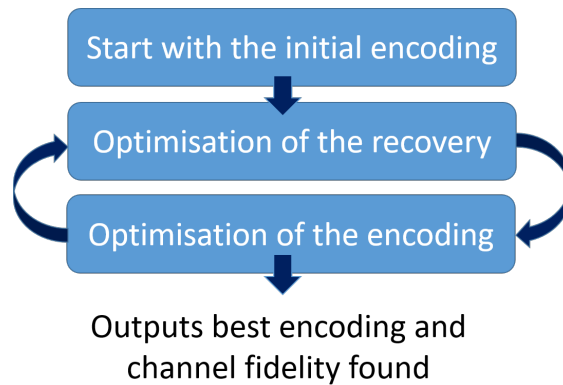 Start with the initial encoding
Optimisation of the recovery
Optimisation of the encoding
Outputs best encoding and
channel fidelity found